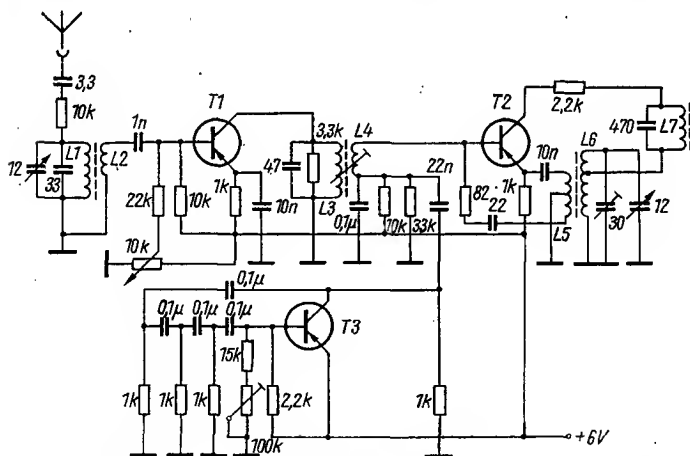 3,3
10k
1n
T1
3,3k
L4
T2
2,2k
470
L7
12
L1
33
L2
22k
10k
1k
10n
47
L3
22n
0,1µ
10k
33k
82
22
1k
10n
L6
L5
30
12
10k
0,1µ
0,1µ
0,1µ
0,1µ
T3
15k
1k
1k
1k
100k
2,2k
1k
+6V